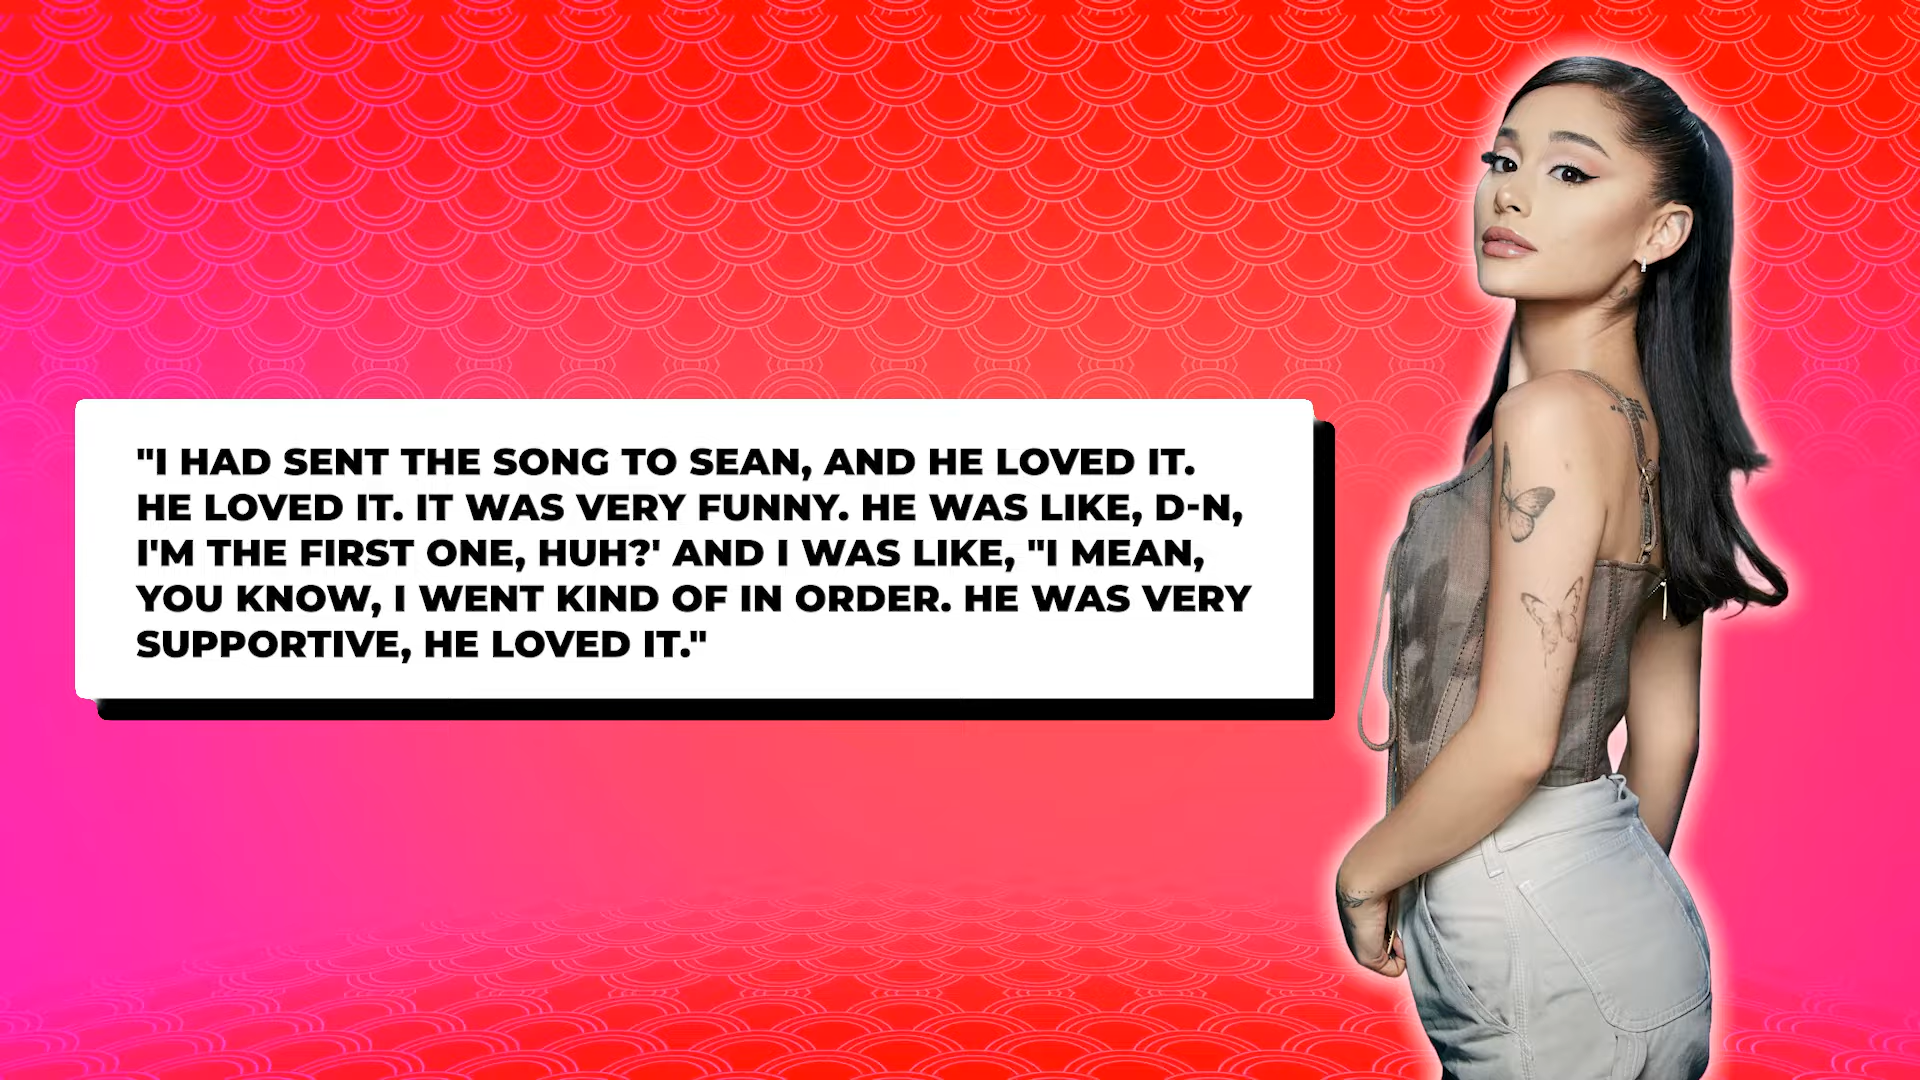 "I HAD SENT THE SONG TO SEAN, AND HE LOVED IT.
HE LOVED IT. IT WAS VERY FUNNY. HE WAS LIKE, D-N,
I'M THE FIRST ONE, HUH?' AND I WAS LIKE, "I MEAN,
YOU KNOW, I WENT KIND OF IN ORDER. HE WAS VERY
SUPPORTIVE, HE LOVED IT."